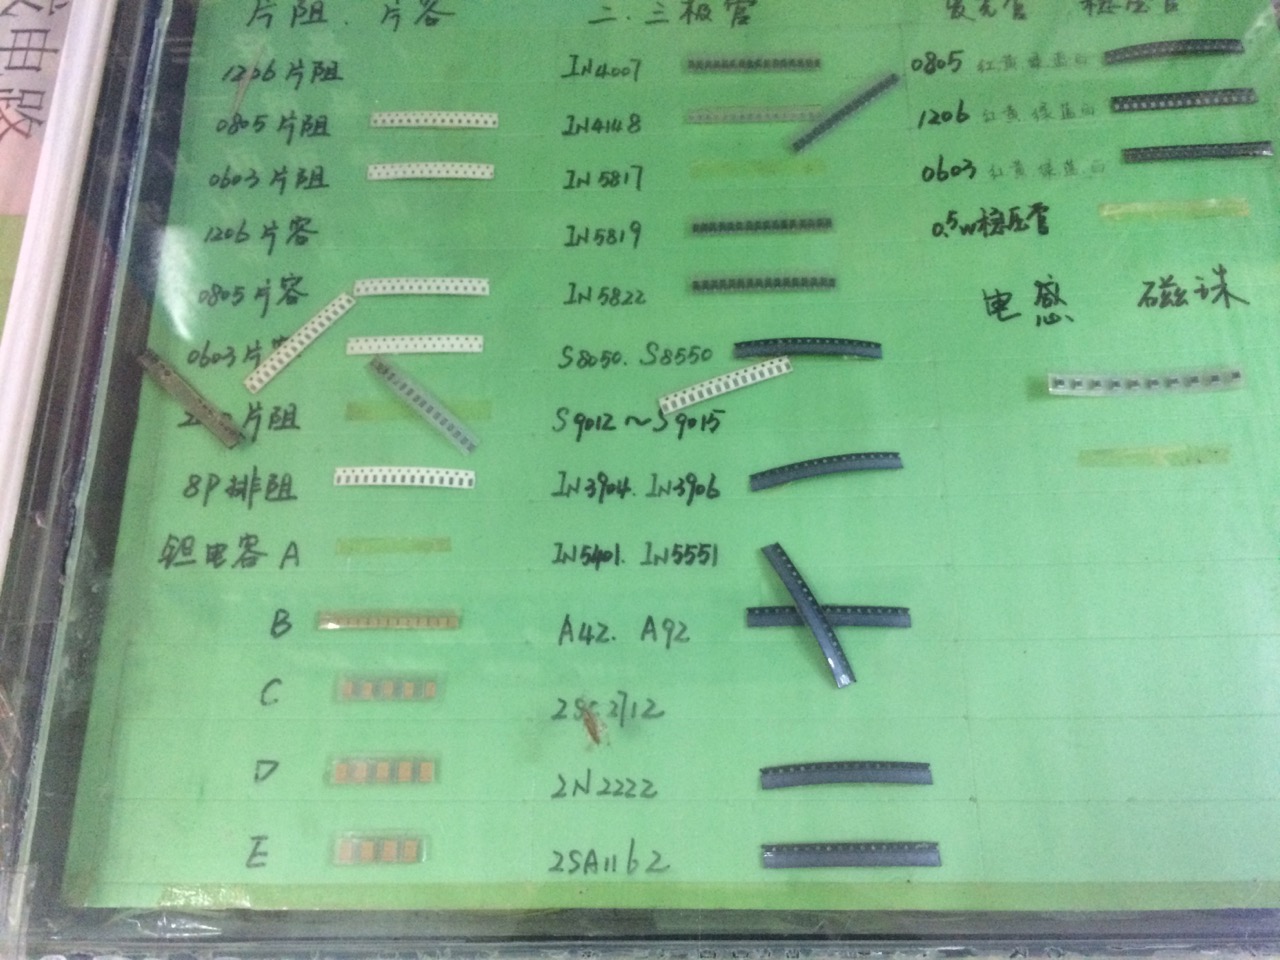 片阻. 片容
1206 片阻
0805 片阻
0603 片阻
1206 片容
0805 片容
0603 片容
片阻
8P 排阻
钽电容 A
B
C
D
E
二. 三极管
IN4007
IN4148
IN5817
IN5819
IN5822
S8050. S8550
S9012～S9015
IN3904. IN3906
IN5401. IN5551
A42. A92
2SC2712
2N2222
2SA1162
发光管 稳压管
0805 红黄绿蓝白
1206 红黄绿蓝白
0603 红黄绿蓝白
0.5W稳压管
电感 磁珠
电路